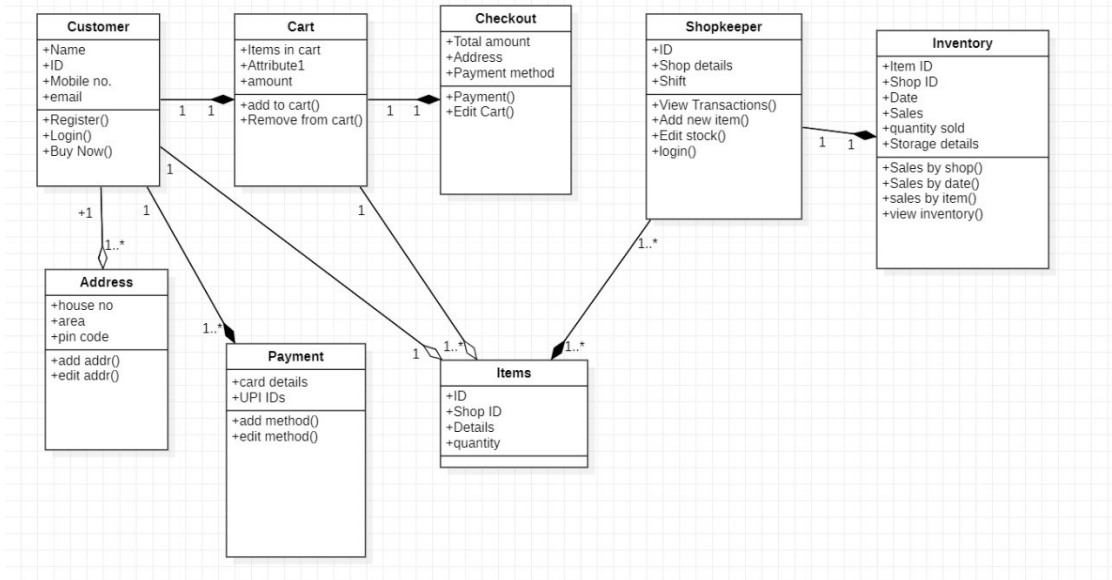 Customer
+Name
+ID
+Mobile no.
+email
+Register()
+Login()
+Buy Now()
Cart
+Items in cart
+Attribute1
+amount
+add to cart()
+Remove from cart()
Checkout
+Total amount
+Address
+Payment method
+Payment()
+Edit Cart()
Shopkeeper
+ID
+Shop details
+Shift
+View Transactions()
+Add new item()
+Edit stock()
+login()
Inventory
+Item ID
+Shop ID
+Date
+Sales
+quantity sold
+Storage details
+Sales by shop()
+Sales by date()
+sales by item()
+view inventory()
1 1
1 1
1 1
1
+1
1
1
1..*
1..*
Address
+house no
+area
+pin code
+add addr()
+edit addr()
1..*
Payment
+card details
+UPI IDs
+add method()
+edit method()
1
1..*
1..*
Items
+ID
+Shop ID
+Details
+quantity